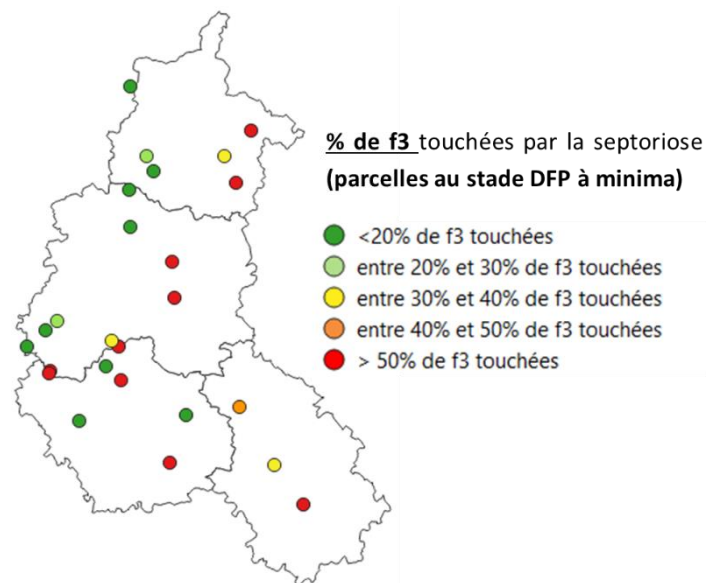 % de f3 touchées par la septoriose
(parcelles au stade DFP à minima)
<20% de f3 touchées
entre 20% et 30% de f3 touchées
entre 30% et 40% de f3 touchées
entre 40% et 50% de f3 touchées
> 50% de f3 touchées